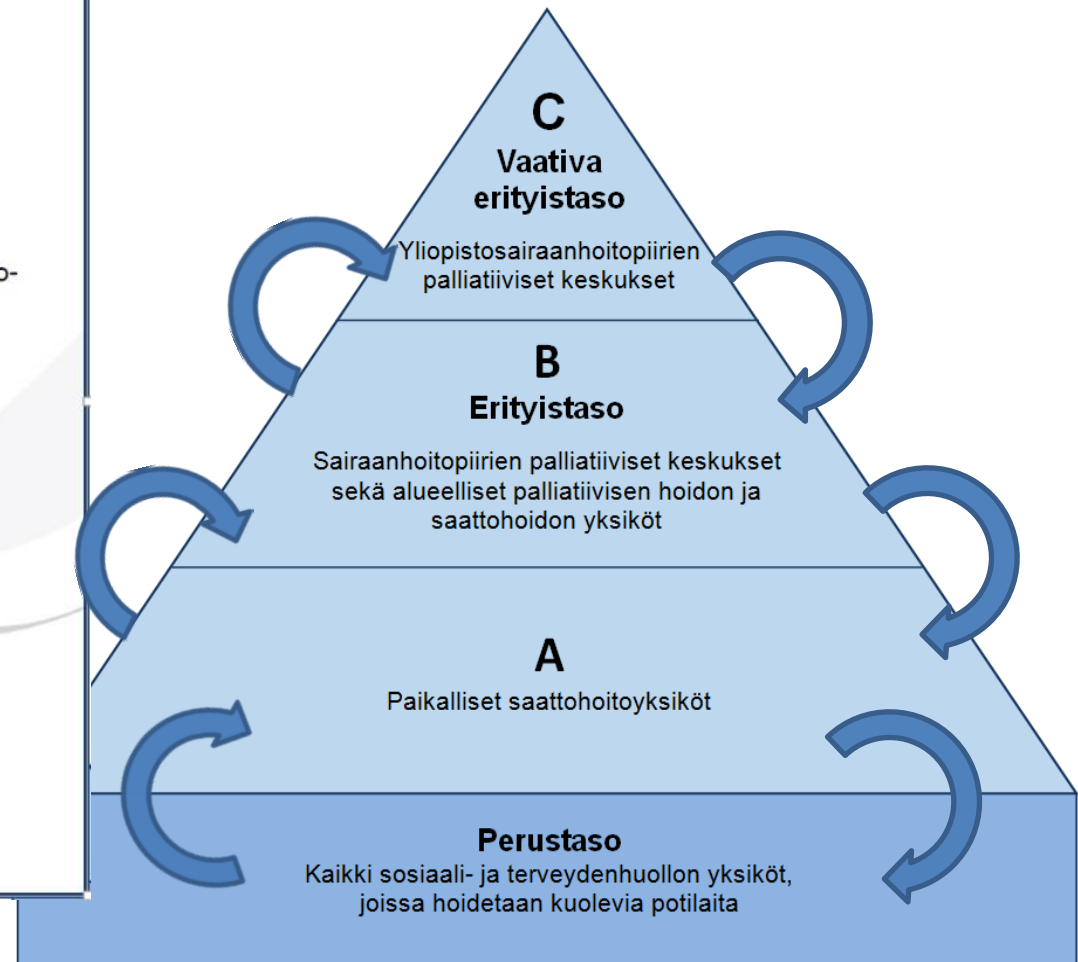 C
Vaativa
erityistaso
Yliopistosairaanhoitopiirien
palliatiiviset keskukset
B
Erityistaso
Sairaanhoitopiirien palliatiiviset keskukset
sekä alueelliset palliatiivisen hoidon ja
saattohoidon yksiköt
A
Paikalliset saattohoitoyksiköt
Perustaso
Kaikki sosiaali- ja terveydenhuollon yksiköt,
joissa hoidetaan kuolevia potilaita